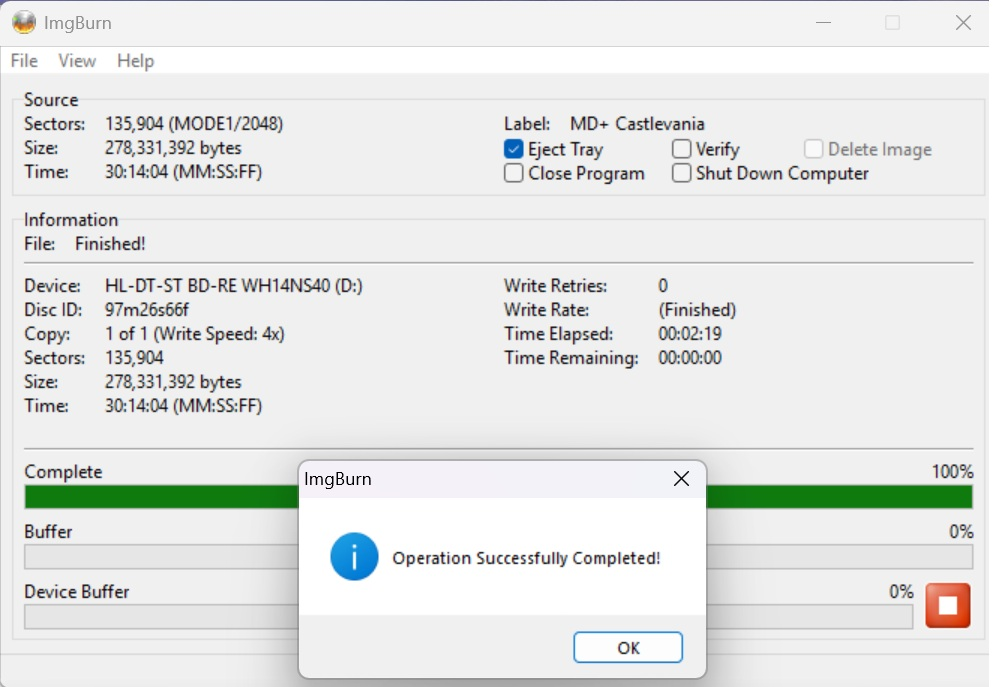 ImgBurn
File View Help
Source
Sectors: 135,904 (MODE1/2048)
Size: 278,331,392 bytes
Time: 30:14:04 (MM:SS:FF)
Label: MD+ Castlevania
Eject Tray Verify Delete Image
Close Program Shut Down Computer
Information
File: Finished!
Device: HL-DT-ST BD-RE WH14NS40 (D:)
Disc ID: 97m26s66f
Copy: 1 of 1 (Write Speed: 4x)
Sectors: 135,904
Size: 278,331,392 bytes
Time: 30:14:04 (MM:SS:FF)
Write Retries: 0
Write Rate: (Finished)
Time Elapsed: 00:02:19
Time Remaining: 00:00:00
Complete 100%
Buffer 0%
Device Buffer 0%
ImgBurn
Operation Successfully Completed!
OK